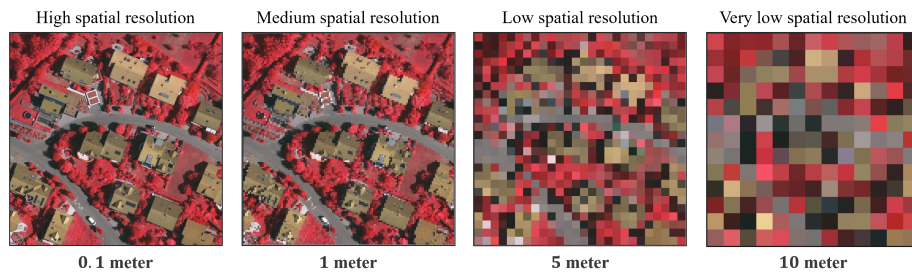 High spatial resolution
Medium spatial resolution
Low spatial resolution
Very low spatial resolution
0.1 meter
1 meter
5 meter
10 meter